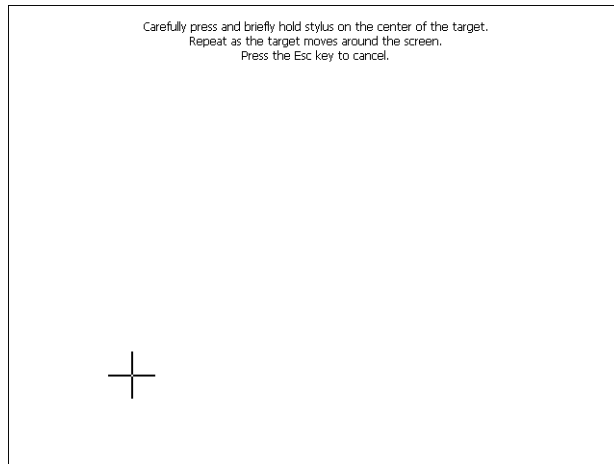 Carefully press and briefly hold stylus on the center of the target.
Repeat as the target moves around the screen.
Press the Esc key to cancel.